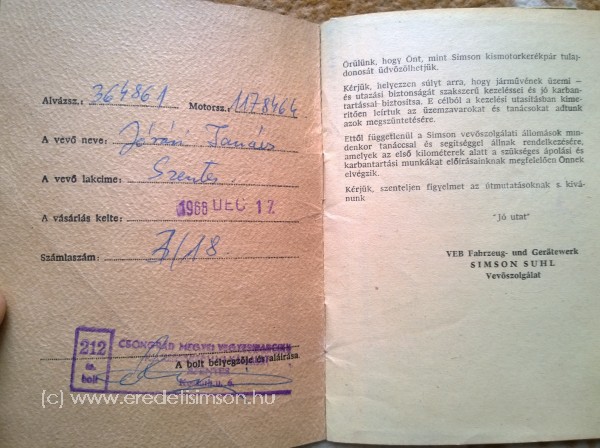 Alvázsz.: 364861 Motorsz.: 1178464
A vevő neve: Járási Tanács
A vevő lakcíme: Szentes
A vásárlás kelte: 1966 DEC 17.
Számlaszám: 7/18
212
sz.
bolt
CSONGRÁD MEGYEI
A bolt bélyegzője és aláírása
(c) www.eredetisimson.hu
Örülünk, hogy Önt, mint Simson kismotorkerékpár tulaj-
donosát üdvözölhetjük.
Kérjük, helyezzen súlyt arra, hogy járművének üzemi –
és utazási biztonságát szakszerű kezeléssel és jó karban-
tartással biztosítsa. E célból a kezelési utasításban kime-
rítően leírtuk az üzemzavarokat és tanácsokat adtunk
azok megszüntetésére.
Ettől függetlenül a Simson vevőszolgálati állomások min-
denkor tanáccsal és segítséggel állnak rendelkezésére,
amelyek az első kilométerek alatt a szükséges ápolási és
karbantartási munkákat előírásainknak megfelelően Önnek
elvégzik.
Kérjük, szenteljen figyelmet az útmutatásoknak s kívá-
nunk
"Jó utat"
VEB Fahrzeug- und Gerätewerk
SIMSON SUHL
Vevőszolgálat